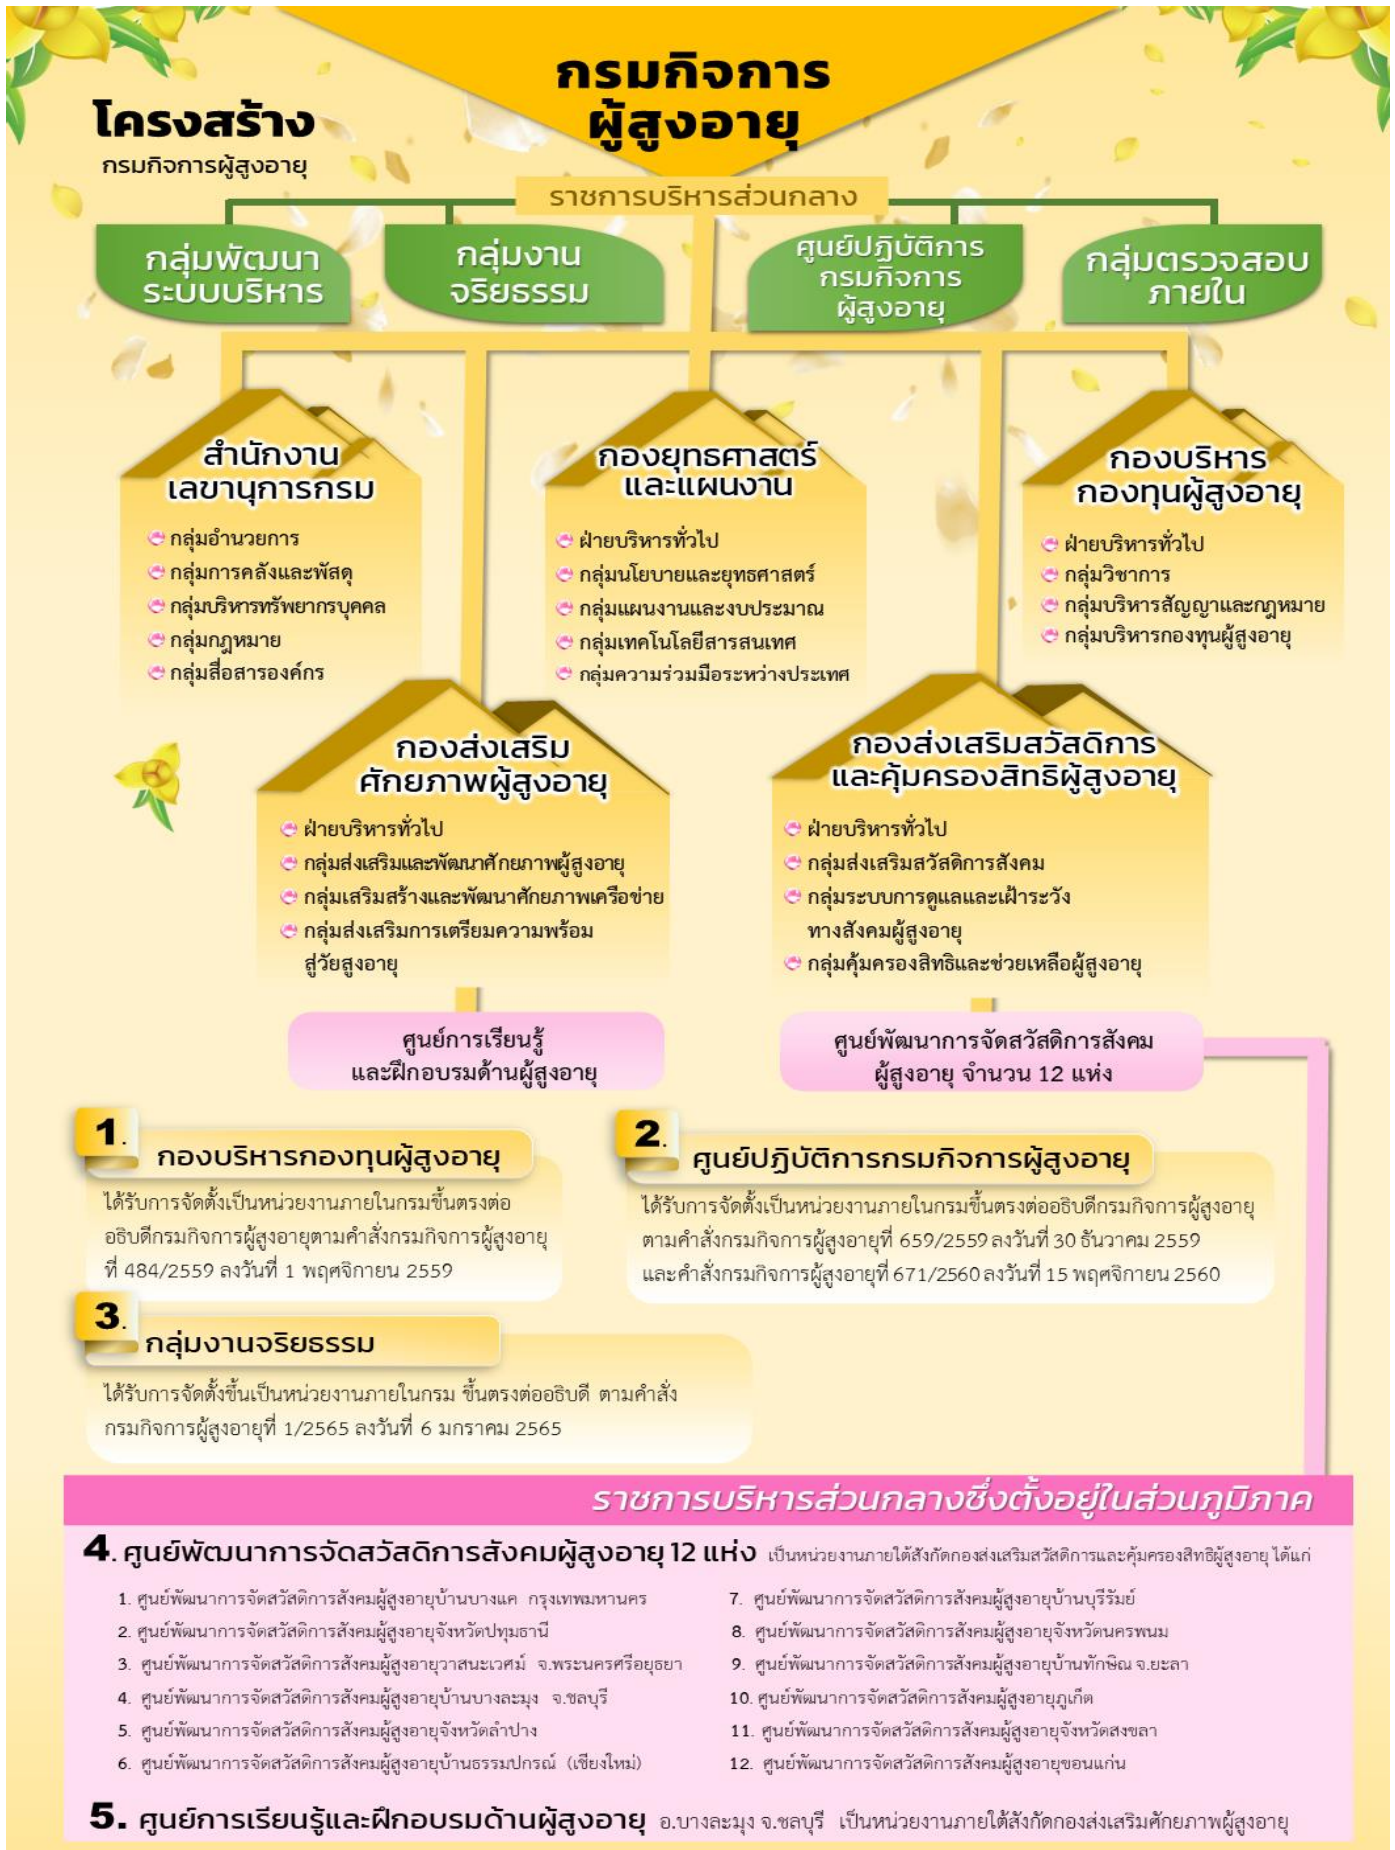 กรมกิจการ
ผู้สูงอายุ
โครงสร้าง
กรมกิจการผู้สูงอายุ
ราชการบริหารส่วนกลาง
กลุ่มพัฒนา
ระบบบริหาร
กลุ่มงาน
จริยธรรม
ศูนย์ปฏิบัติการ
กรมกิจการ
ผู้สูงอายุ
กลุ่มตรวจสอบ
ภายใน
สำนักงาน
เลขานุการกรม
กลุ่มอำนวยการ
กลุ่มการคลังและพัสดุ
กลุ่มบริหารทรัพยากรบุคคล
กลุ่มกฎหมาย
กลุ่มสื่อสารองค์กร
กองยุทธศาสตร์
และแผนงาน
ฝ่ายบริหารทั่วไป
กลุ่มนโยบายและยุทธศาสตร์
กลุ่มแผนงานและงบประมาณ
กลุ่มเทคโนโลยีสารสนเทศ
กลุ่มความร่วมมือระหว่างประเทศ
กองบริหาร
กองทุนผู้สูงอายุ
ฝ่ายบริหารทั่วไป
กลุ่มวิชาการ
กลุ่มบริหารสัญญาและกฎหมาย
กลุ่มบริหารกองทุนผู้สูงอายุ
กองส่งเสริม
ศักยภาพผู้สูงอายุ
ฝ่ายบริหารทั่วไป
กลุ่มส่งเสริมและพัฒนาศักยภาพผู้สูงอายุ
กลุ่มเสริมสร้างและพัฒนาศักยภาพเครือข่าย
กลุ่มส่งเสริมการเตรียมความพร้อม
สู่วัยสูงอายุ
กองส่งเสริมสวัสดิการ
และคุ้มครองสิทธิผู้สูงอายุ
ฝ่ายบริหารทั่วไป
กลุ่มส่งเสริมสวัสดิการสังคม
กลุ่มระบบการดูแลและเฝ้าระวัง
ทางสังคมผู้สูงอายุ
กลุ่มคุ้มครองสิทธิและช่วยเหลือผู้สูงอายุ
ศูนย์การเรียนรู้
และฝึกอบรมด้านผู้สูงอายุ
ศูนย์พัฒนาการจัดสวัสดิการสังคม
ผู้สูงอายุ จำนวน 12 แห่ง
1. กองบริหารกองทุนผู้สูงอายุ
ได้รับการจัดตั้งเป็นหน่วยงานภายในกรมขึ้นตรงต่อ
อธิบดีกรมกิจการผู้สูงอายุตามคำสั่งกรมกิจการผู้สูงอายุ
ที่ 484/2559 ลงวันที่ 1 พฤศจิกายน 2559
2. ศูนย์ปฏิบัติการกรมกิจการผู้สูงอายุ
ได้รับการจัดตั้งเป็นหน่วยงานภายในกรมขึ้นตรงต่ออธิบดีกรมกิจการผู้สูงอายุ
ตามคำสั่งกรมกิจการผู้สูงอายุที่ 659/2559 ลงวันที่ 30 ธันวาคม 2559
และคำสั่งกรมกิจการผู้สูงอายุที่ 671/2560 ลงวันที่ 15 พฤศจิกายน 2560
3. กลุ่มงานจริยธรรม
ได้รับการจัดตั้งขึ้นเป็นหน่วยงานภายในกรม ขึ้นตรงต่ออธิบดี ตามคำสั่ง
กรมกิจการผู้สูงอายุที่ 1/2565 ลงวันที่ 6 มกราคม 2565
ราชการบริหารส่วนกลางซึ่งตั้งอยู่ในส่วนภูมิภาค
4. ศูนย์พัฒนาการจัดสวัสดิการสังคมผู้สูงอายุ 12 แห่ง เป็นหน่วยงานภายใต้สังกัดกองส่งเสริมสวัสดิการและคุ้มครองสิทธิผู้สูงอายุ ได้แก่
1. ศูนย์พัฒนาการจัดสวัสดิการสังคมผู้สูงอายุบ้านบางแค กรุงเทพมหานคร
2. ศูนย์พัฒนาการจัดสวัสดิการสังคมผู้สูงอายุจังหวัดปทุมธานี
3. ศูนย์พัฒนาการจัดสวัสดิการสังคมผู้สูงอายุวาสนะเวศม์ จ.พระนครศรีอยุธยา
4. ศูนย์พัฒนาการจัดสวัสดิการสังคมผู้สูงอายุบ้านบางละมุง จ.ชลบุรี
5. ศูนย์พัฒนาการจัดสวัสดิการสังคมผู้สูงอายุจังหวัดลำปาง
6. ศูนย์พัฒนาการจัดสวัสดิการสังคมผู้สูงอายุบ้านธรรมปกรณ์ (เชียงใหม่)
7. ศูนย์พัฒนาการจัดสวัสดิการสังคมผู้สูงอายุบ้านบุรีรัมย์
8. ศูนย์พัฒนาการจัดสวัสดิการสังคมผู้สูงอายุจังหวัดนครพนม
9. ศูนย์พัฒนาการจัดสวัสดิการสังคมผู้สูงอายุบ้านทักษิณ จ.ยะลา
10. ศูนย์พัฒนาการจัดสวัสดิการสังคมผู้สูงอายุภูเก็ต
11. ศูนย์พัฒนาการจัดสวัสดิการสังคมผู้สูงอายุจังหวัดสงขลา
12. ศูนย์พัฒนาการจัดสวัสดิการสังคมผู้สูงอายุขอนแก่น
5. ศูนย์การเรียนรู้และฝึกอบรมด้านผู้สูงอายุ อ.บางละมุง จ.ชลบุรี เป็นหน่วยงานภายใต้สังกัดกองส่งเสริมศักยภาพผู้สูงอายุ